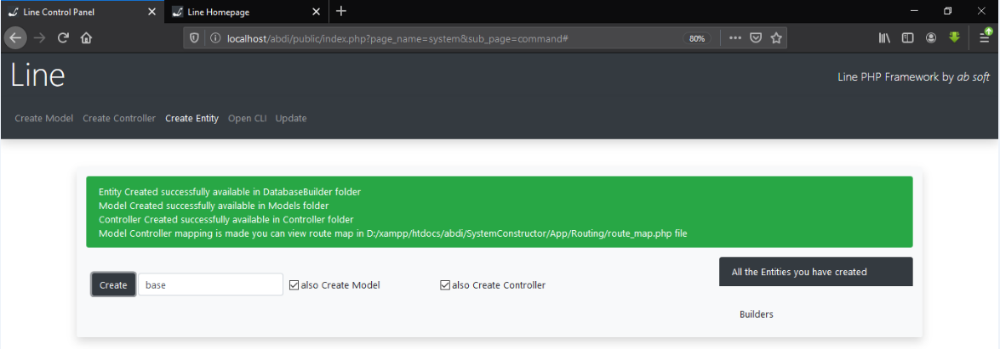 Line Control Panel
Line Homepage
localhost/abdi/public/index.php?page_name=system&sub_page=command#
80%
Line
Line PHP Framework by ab soft
Create Model Create Controller Create Entity Open CLI Update
Entity Created successfully available in DatabaseBuilder folder
Model Created successfully available in Models folder
Controller Created successfully available in Controller folder
Model Controller mapping is made you can view route map in D:/xampp/htdocs/abdi/SystemConstructor/App/Routing/route_map.php file
All the Entities you have created
Create base also Create Model also Create Controller
Builders